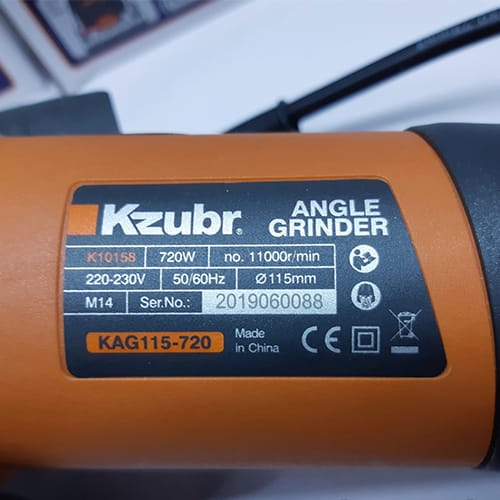 Kzubr®
ANGLE
GRINDER
K10158 720W no. 11000r/min
220-230V 50/60Hz Ø115mm
M14 Ser.No.: 2019060088
KAG115-720
Made
in China
CE